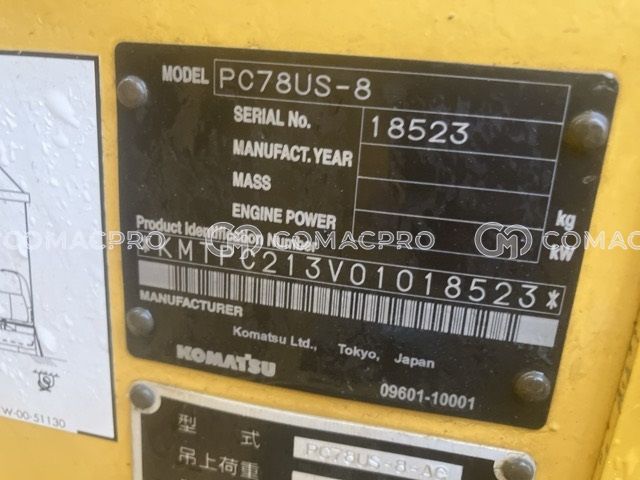 MODEL PC78US-8
SERIAL No. 18523
MANUFACT. YEAR
MASS kg
ENGINE POWER kW
Product Identification Number
COMACPRO COMACPRO COMAC
*KMTPC213V01018523*
MANUFACTURER
Komatsu Ltd., Tokyo, Japan
KOMATSU
09601-10001
W-00-51130
型 式 PC78US-8-AC
吊上荷重